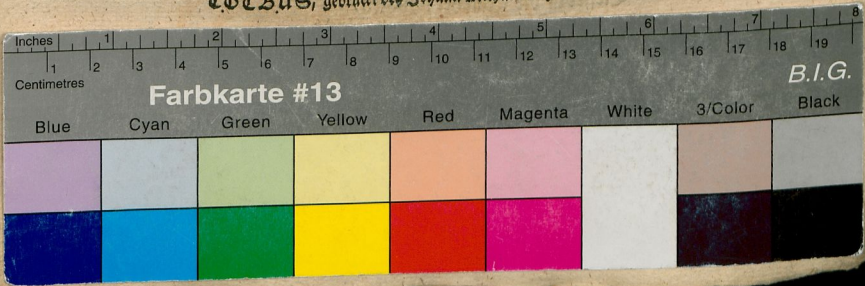 COTBUS,
Inches 1 2 3 4 5 6 7 8
1 2 3 4 5 6 7 8 9 10 11 12 13 14 15 16 17 18 19
Centimetres
Farbkarte #13
B.I.G.
Blue Cyan Green Yellow Red Magenta White 3/Color Black